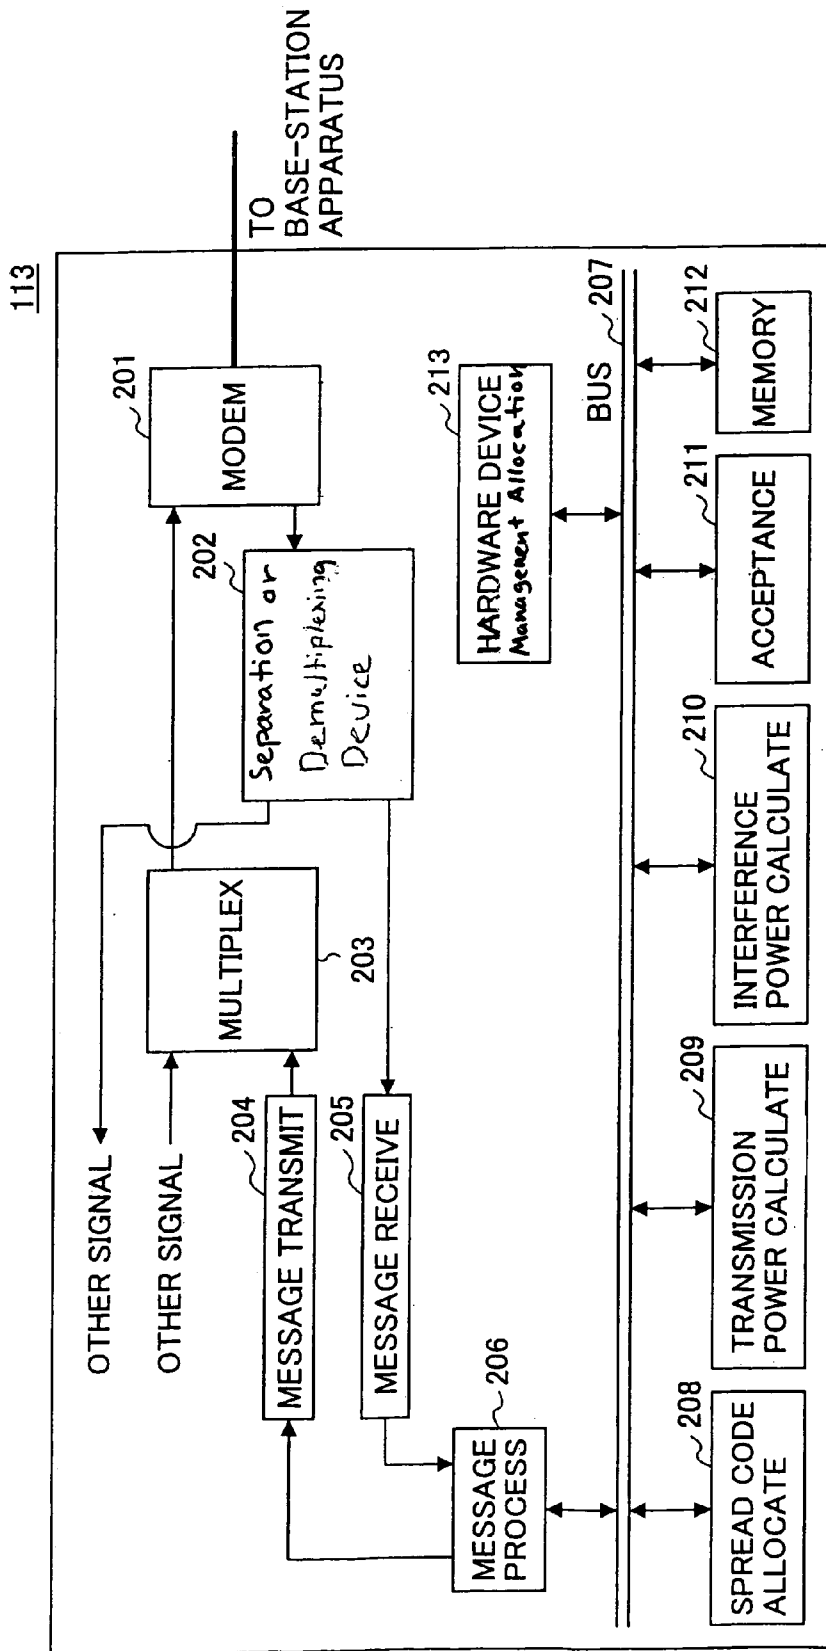 113
TO
BASE-STATION
APPARATUS
201
MODEM
202
Separation or
Demultiplexing
Device
MULTIPLEX
203
OTHER SIGNAL
OTHER SIGNAL
204
MESSAGE TRANSMIT
205
MESSAGE RECEIVE
206
MESSAGE
PROCESS
213
HARDWARE DEVICE
Management Allocation
BUS
207
208
SPREAD CODE
ALLOCATE
209
TRANSMISSION
POWER CALCULATE
210
INTERFERENCE
POWER CALCULATE
211
ACCEPTANCE
212
MEMORY